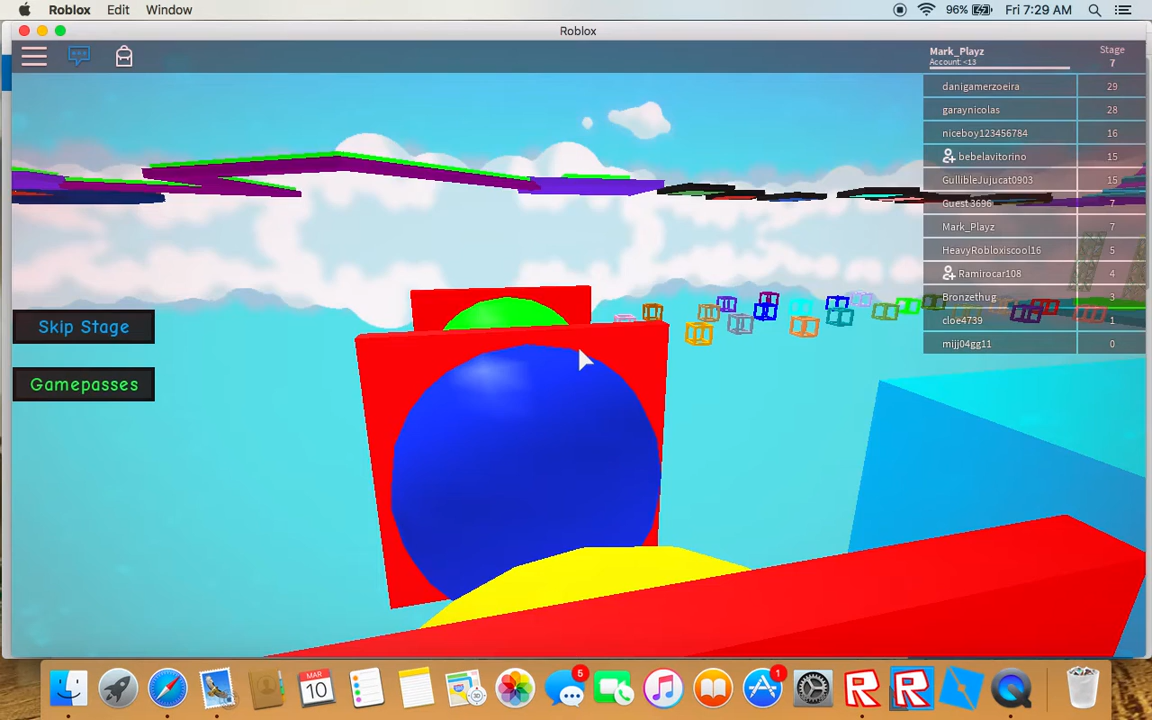 Roblox Edit Window 96% Fri 7:29 AM
Roblox
Mark_Playz
Account: <13
Stage
7
danigamerzoeira 29
garaynicolas 28
niceboy123456784 16
bebelavitorino 15
GullibleJujucat0903 15
Guest3696 7
Mark_Playz 7
HeavyRobloxiscool16 5
Ramirocar108 4
Bronzethug 3
cloe4739 1
mijj04gg11 0
Skip Stage
Gamepasses
MAR
10
5
1